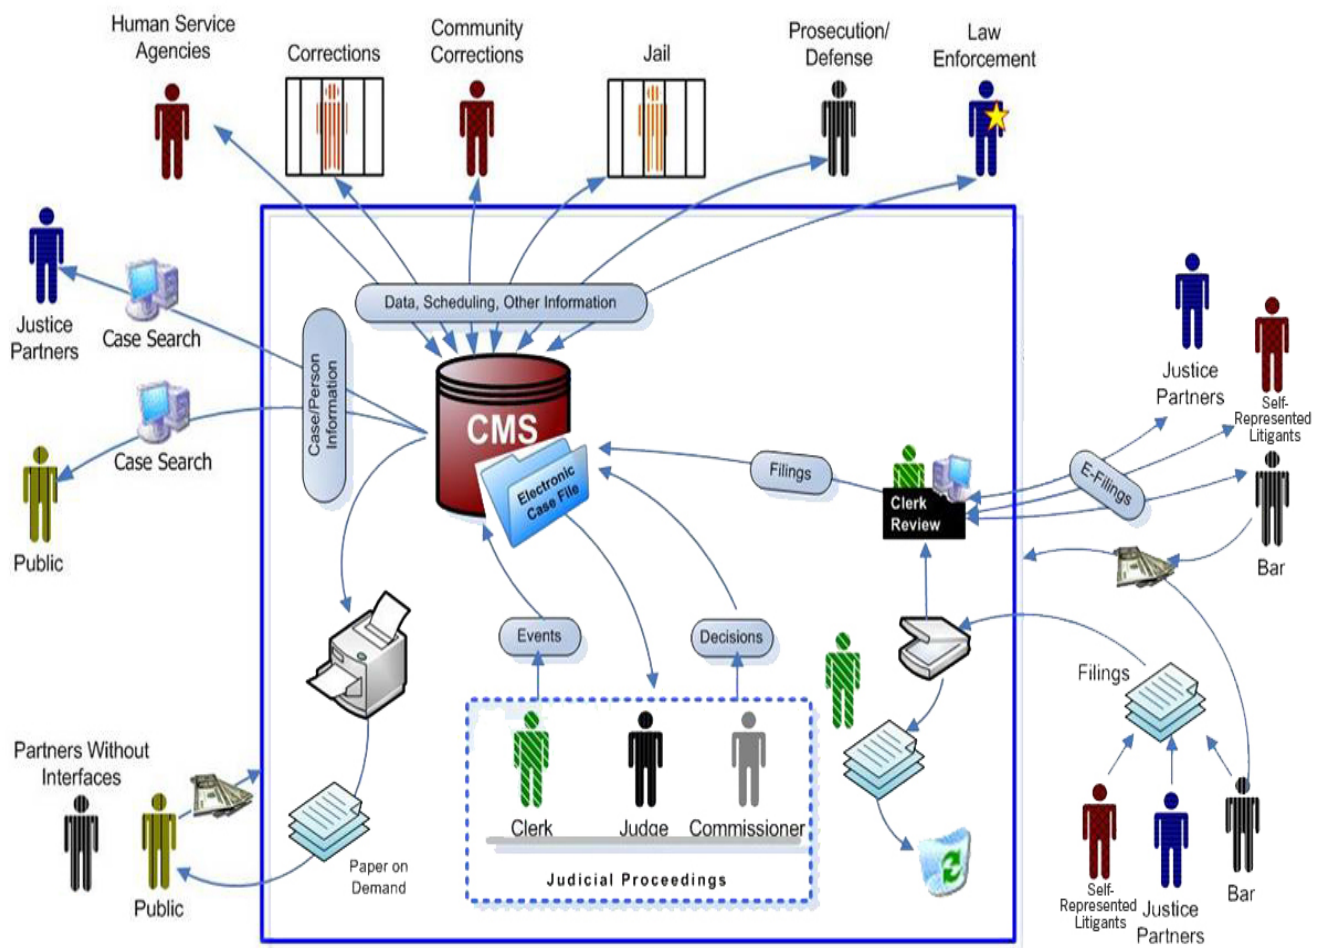 Human Service
Agencies
Corrections
Community
Corrections
Jail
Prosecution/
Defense
Law
Enforcement
Justice
Partners
Case Search
Case Search
Public
Data, Scheduling, Other Information
Case/Person
Information
CMS
Electronic
Case File
Filings
Clerk
Review
E-Filings
Justice
Partners
Self-
Represented
Litigants
Bar
Events
Decisions
Filings
Clerk
Judge
Commissioner
Judicial Proceedings
Partners Without
Interfaces
Public
Paper on
Demand
Self-
Represented
Litigants
Justice
Partners
Bar